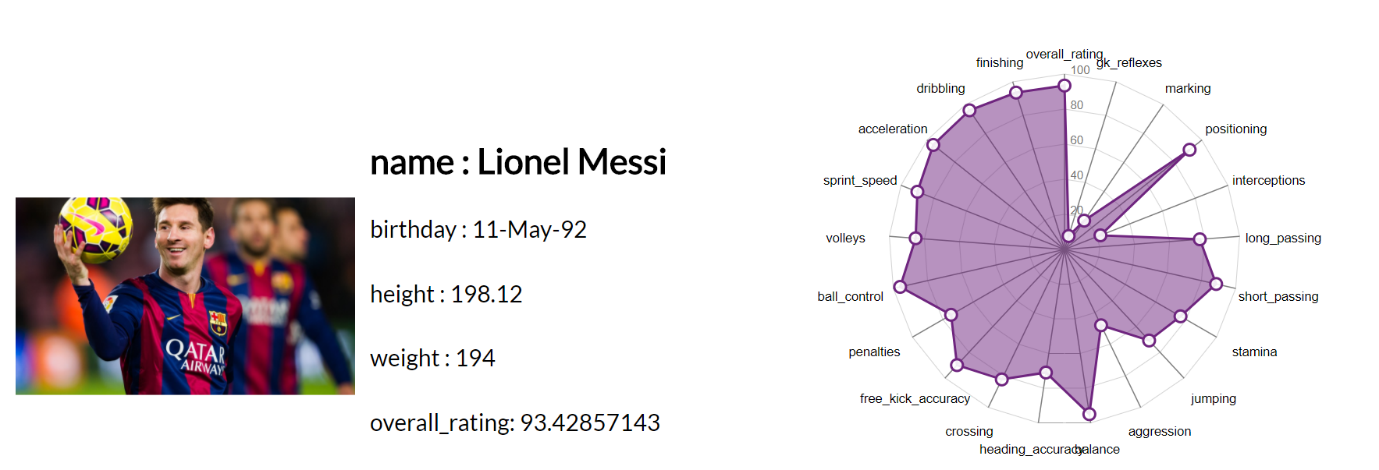 name : Lionel Messi
birthday : 11-May-92
height : 198.12
weight : 194
overall_rating: 93.42857143
QATAR
AIRWAYS
overall_rating
gk_reflexes
marking
positioning
interceptions
long_passing
short_passing
stamina
jumping
aggression
balance
heading_accuracy
crossing
free_kick_accuracy
penalties
ball_control
volleys
sprint_speed
acceleration
dribbling
finishing
100
80
60
40
20